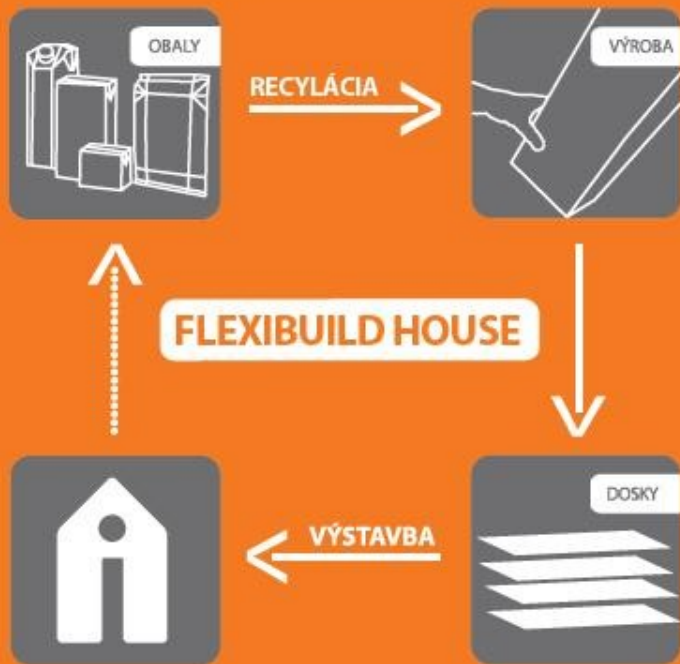 OBALY
RECYLÁCIA
VÝROBA
FLEXIBUILD HOUSE
VÝSTAVBA
DOSKY